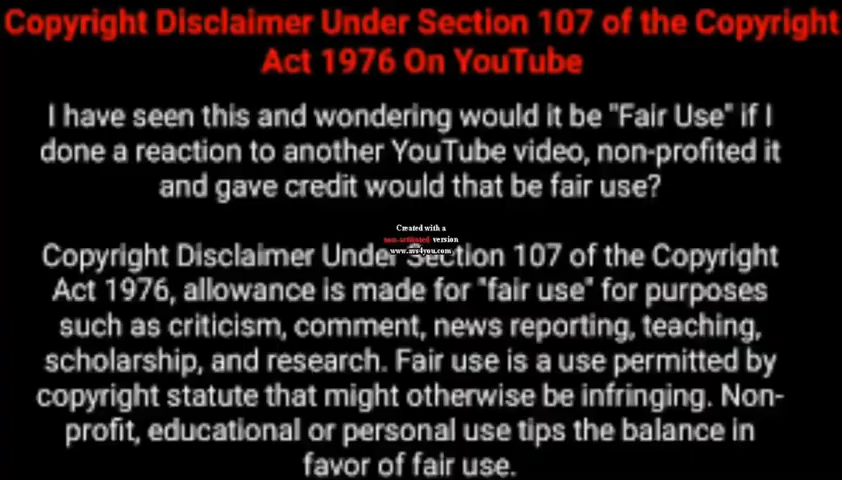 Copyright Disclaimer Under Section 107 of the Copyright
Act 1976 On YouTube
I have seen this and wondering would it be "Fair Use" if I
done a reaction to another YouTube video, non-profited it
and gave credit would that be fair use?
Created with a
non-activated version
www.avs4you.com
Copyright Disclaimer Under Section 107 of the Copyright
Act 1976, allowance is made for "fair use" for purposes
such as criticism, comment, news reporting, teaching,
scholarship, and research. Fair use is a use permitted by
copyright statute that might otherwise be infringing. Non-
profit, educational or personal use tips the balance in
favor of fair use.